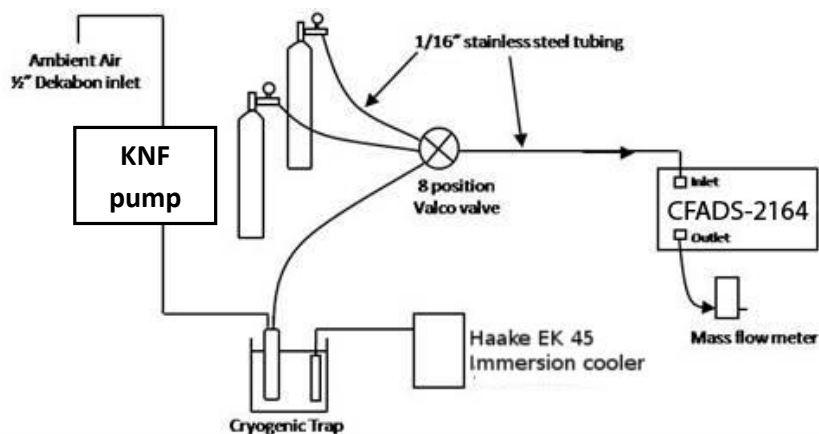 1/16" stainless steel tubing
Ambient Air
½" Dekabon inlet
KNF
pump
8 position
Valco valve
Inlet
CFADS-2164
Outlet
Mass flow meter
Haake EK 45
Immersion cooler
Cryogenic Trap